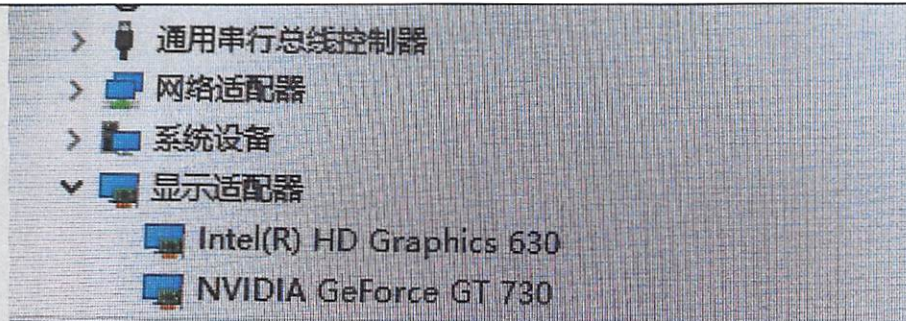 通用串行总线控制器
网络适配器
系统设备
显示适配器
Intel(R) HD Graphics 630
NVIDIA GeForce GT 730